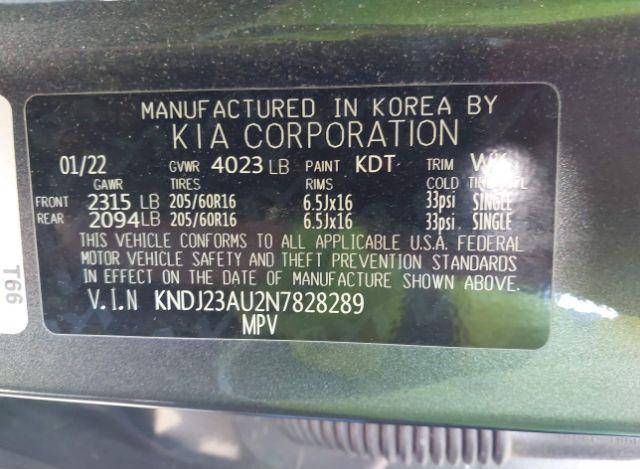 MANUFACTURED IN KOREA BY
KIA CORPORATION
01/22 GVWR 4023 LB PAINT KDT TRIM WK
GAWR TIRES RIMS COLD
FRONT 2315 LB 205/60R16 6.5Jx16 33psi SINGLE
REAR 2094 LB 205/60R16 6.5Jx16 33psi SINGLE
THIS VEHICLE CONFORMS TO ALL APPLICABLE U.S.A. FEDERAL
MOTOR VEHICLE SAFETY AND THEFT PREVENTION STANDARDS
IN EFFECT ON THE DATE OF MANUFACTURE SHOWN ABOVE.
V.I.N KNDJ23AU2N7828289
MPV
T66